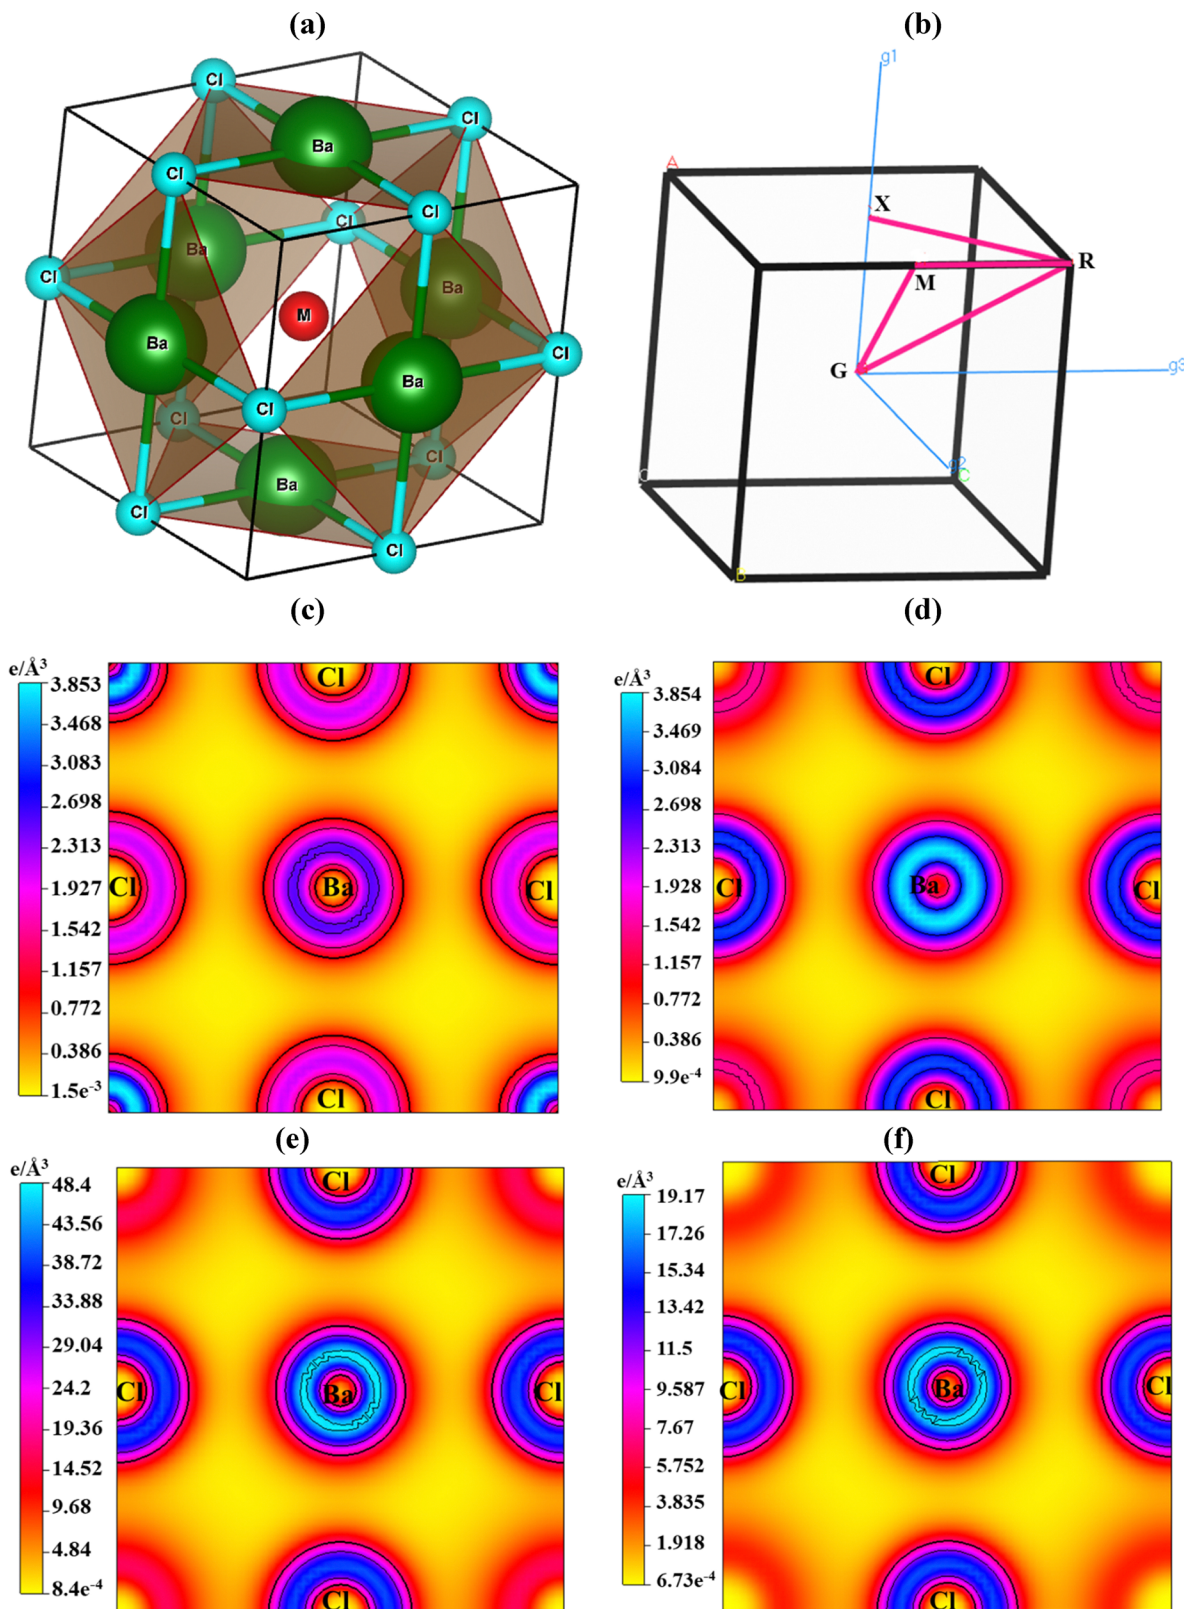 (a)
Cl
Cl
Ba
Cl
Cl
Cl
Ba
Cl
Ba
M
Ba
Cl
Ba
Cl
Cl
Cl
Ba
Cl
Cl
(b)
g1
A
X
R
M
G
g3
g2
C
C
B
(c)
e/Å³
3.853
3.468
3.083
2.698
2.313
1.927
1.542
1.157
0.772
0.386
1.5e⁻³
Cl
Cl
Ba
Cl
Cl
(d)
e/Å³
3.854
3.469
3.084
2.698
2.313
1.928
1.542
1.157
0.772
0.386
9.9e⁻⁴
Cl
Cl
Ba
Cl
Cl
(e)
e/Å³
48.4
43.56
38.72
33.88
29.04
24.2
19.36
14.52
9.68
4.84
8.4e⁻⁴
Cl
Cl
Ba
Cl
Cl
(f)
e/Å³
19.17
17.26
15.34
13.42
11.5
9.587
7.67
5.752
3.835
1.918
6.73e⁻⁴
Cl
Cl
Ba
Cl
Cl